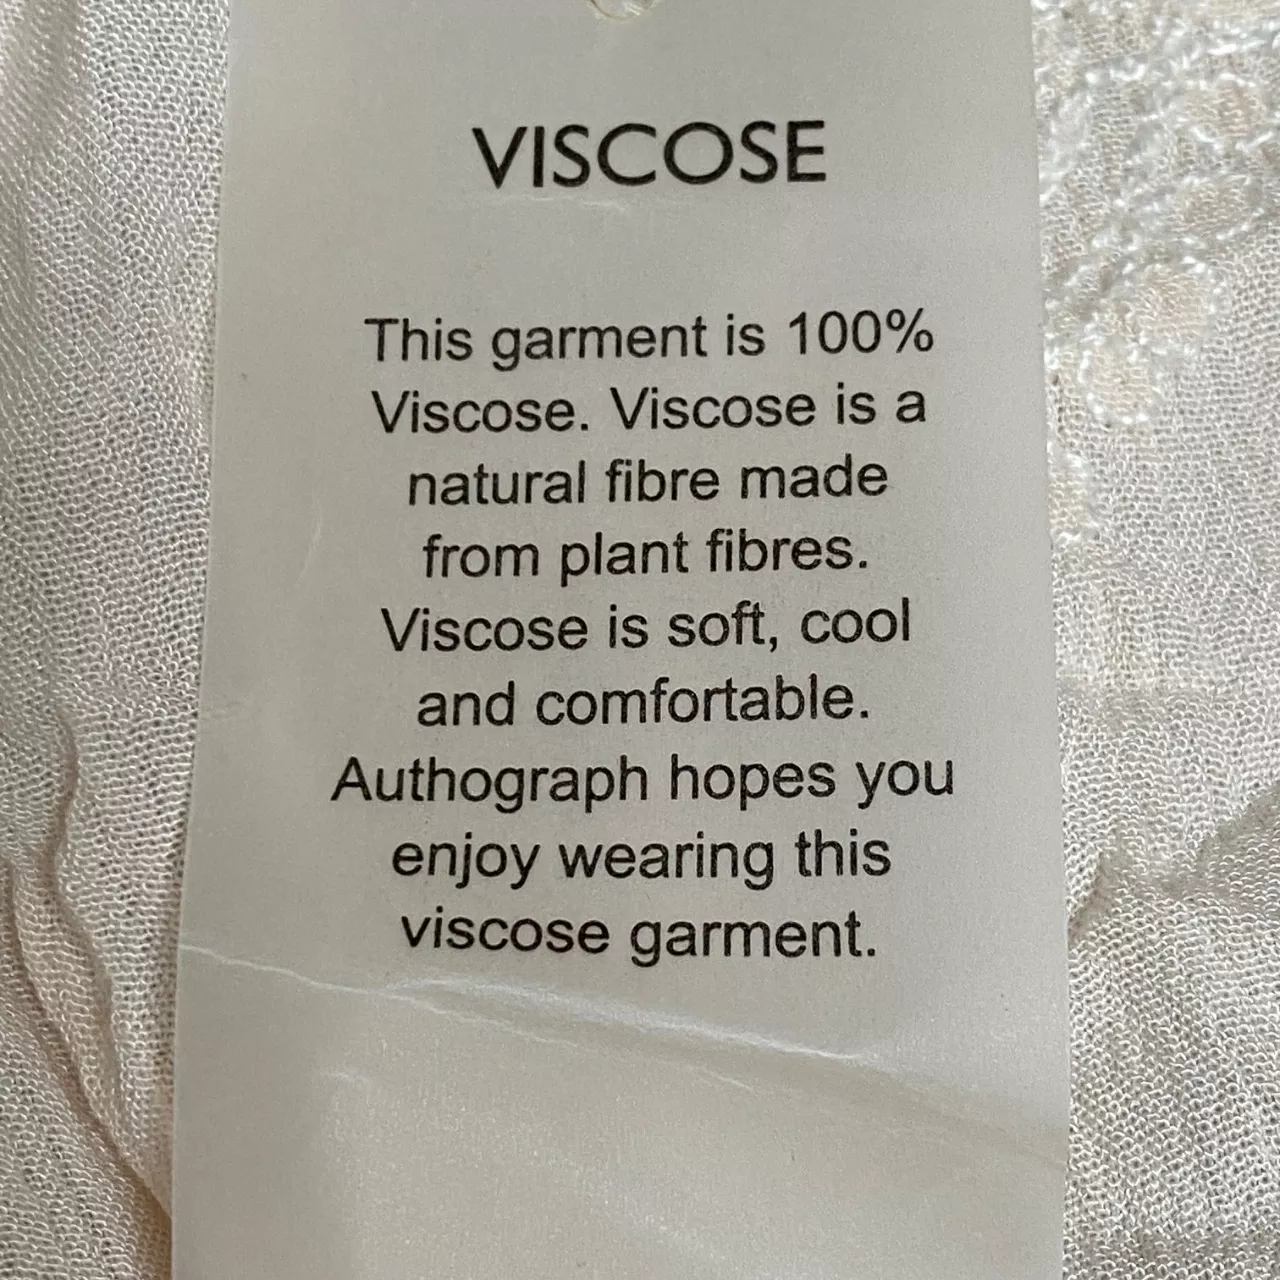 VISCOSE
This garment is 100%
Viscose. Viscose is a
natural fibre made
from plant fibres.
Viscose is soft, cool
and comfortable.
Authograph hopes you
enjoy wearing this
viscose garment.